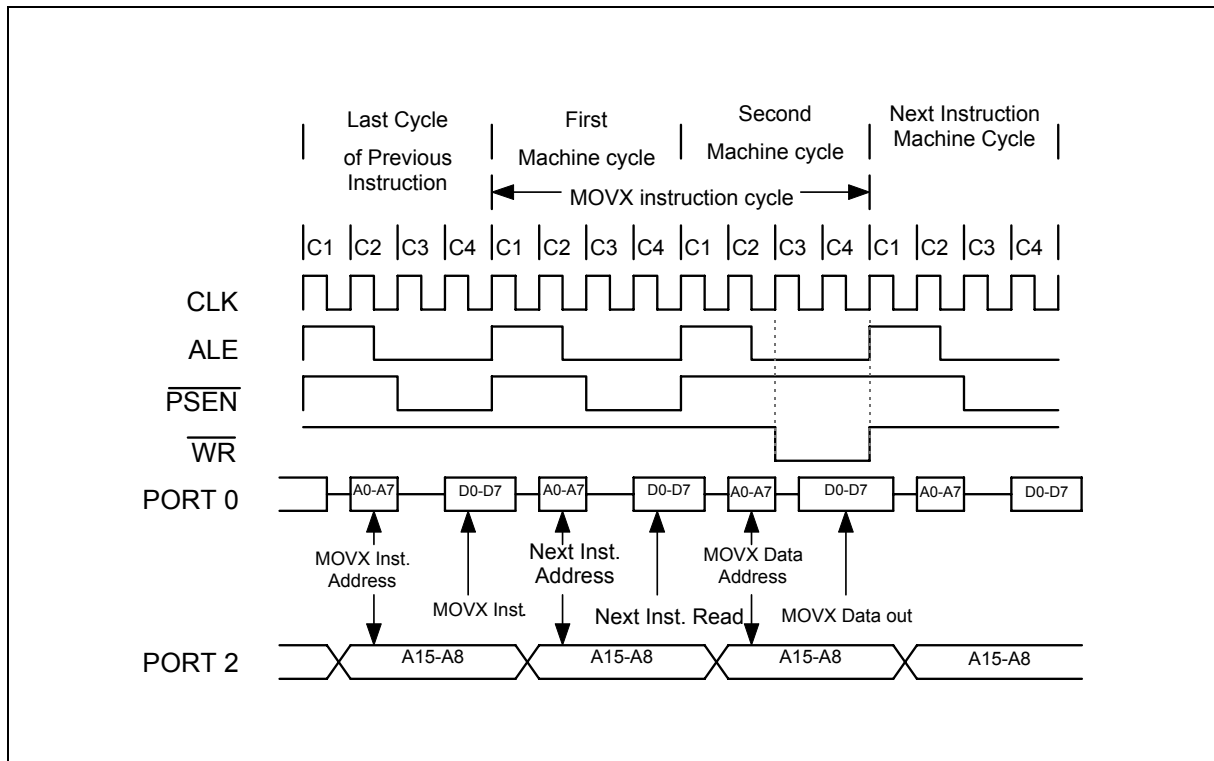 Last Cycle
of Previous
Instruction
First
Machine cycle
Second
Machine cycle
Next Instruction
Machine Cycle
MOVX instruction cycle
C1 C2 C3 C4 C1 C2 C3 C4 C1 C2 C3 C4 C1 C2 C3 C4
CLK
ALE
PSEN
WR
PORT 0
A0-A7 D0-D7 A0-A7 D0-D7 A0-A7 D0-D7 A0-A7 D0-D7
MOVX Inst.
Address
MOVX Inst.
Next Inst.
Address
Next Inst. Read
MOVX Data
Address
MOVX Data out
PORT 2
A15-A8 A15-A8 A15-A8 A15-A8